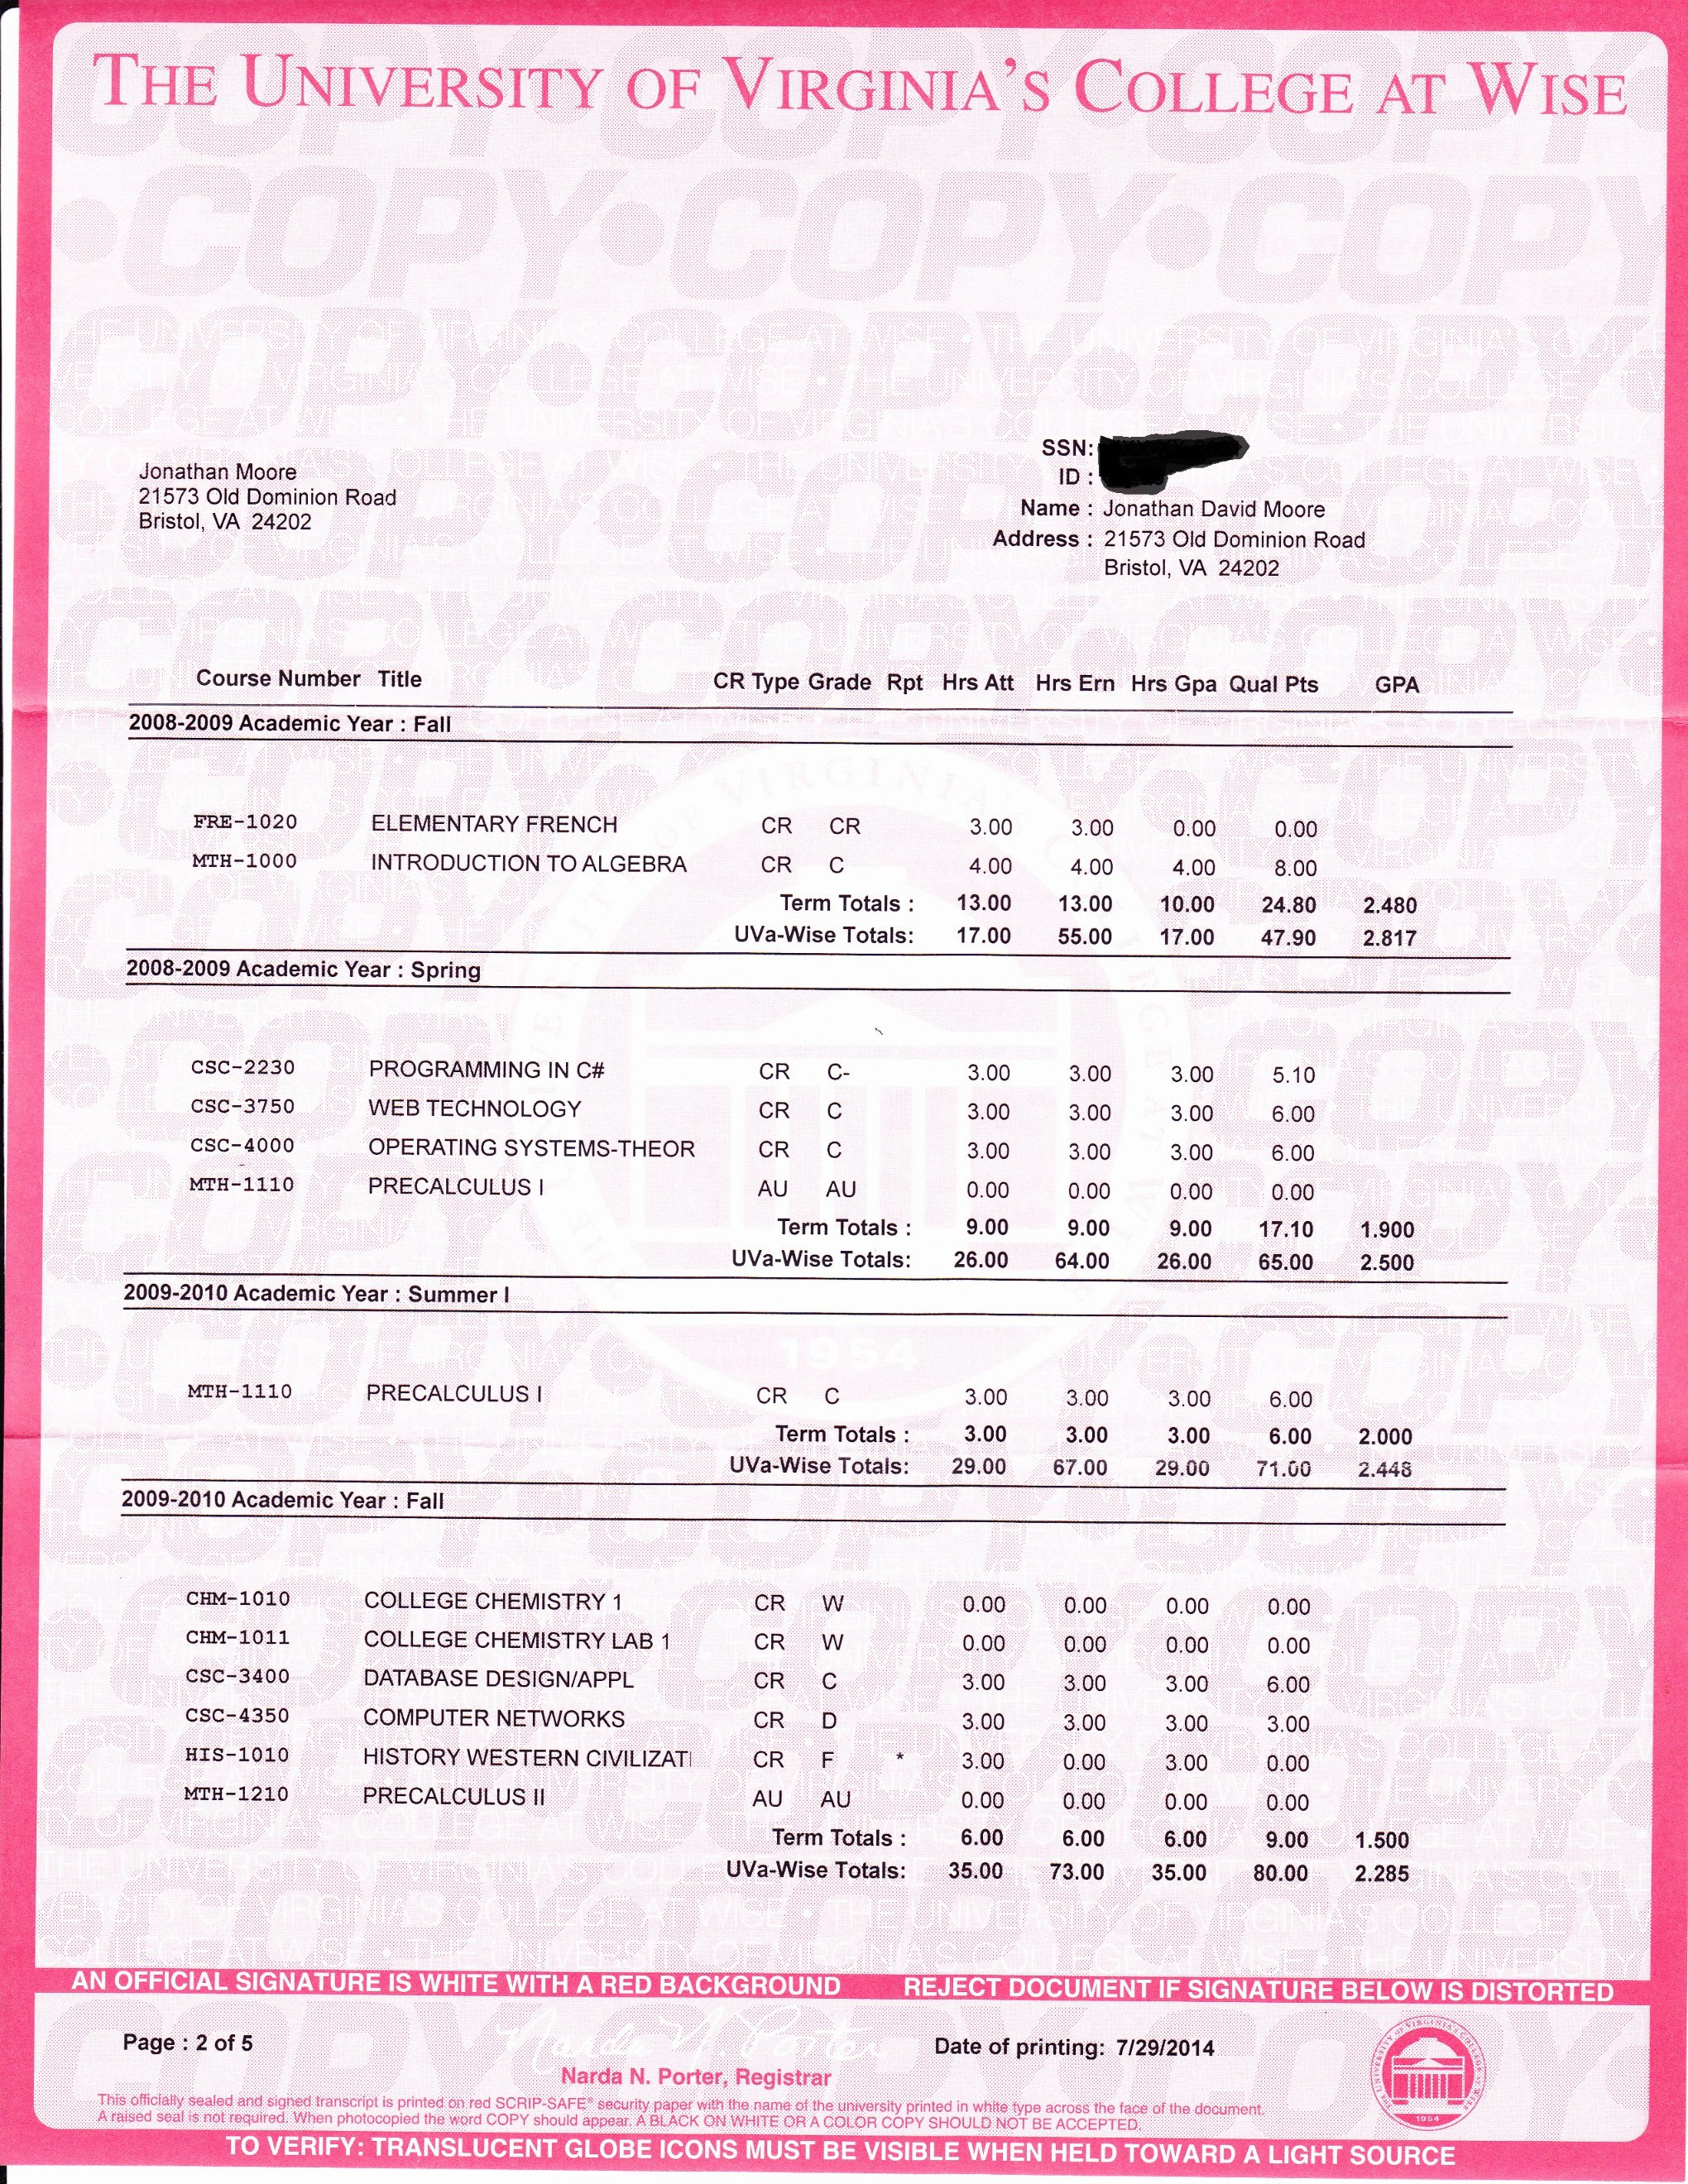 THE UNIVERSITY OF VIRGINIA'S COLLEGE AT WISE
Jonathan Moore
21573 Old Dominion Road
Bristol, VA 24202
SSN:
ID :
Name : Jonathan David Moore
Address : 21573 Old Dominion Road
Bristol, VA 24202
Course Number Title CR Type Grade Rpt Hrs Att Hrs Ern Hrs Gpa Qual Pts GPA
2008-2009 Academic Year : Fall
FRE-1020 ELEMENTARY FRENCH CR CR 3.00 3.00 0.00 0.00
MTH-1000 INTRODUCTION TO ALGEBRA CR C 4.00 4.00 4.00 8.00
Term Totals : 13.00 13.00 10.00 24.80 2.480
UVa-Wise Totals: 17.00 55.00 17.00 47.90 2.817
2008-2009 Academic Year : Spring
CSC-2230 PROGRAMMING IN C# CR C- 3.00 3.00 3.00 5.10
CSC-3750 WEB TECHNOLOGY CR C 3.00 3.00 3.00 6.00
CSC-4000 OPERATING SYSTEMS-THEOR CR C 3.00 3.00 3.00 6.00
MTH-1110 PRECALCULUS I AU AU 0.00 0.00 0.00 0.00
Term Totals : 9.00 9.00 9.00 17.10 1.900
UVa-Wise Totals: 26.00 64.00 26.00 65.00 2.500
2009-2010 Academic Year : Summer I
MTH-1110 PRECALCULUS I CR C 3.00 3.00 3.00 6.00
Term Totals : 3.00 3.00 3.00 6.00 2.000
UVa-Wise Totals: 29.00 67.00 29.00 71.00 2.448
2009-2010 Academic Year : Fall
CHM-1010 COLLEGE CHEMISTRY 1 CR W 0.00 0.00 0.00 0.00
CHM-1011 COLLEGE CHEMISTRY LAB 1 CR W 0.00 0.00 0.00 0.00
CSC-3400 DATABASE DESIGN/APPL CR C 3.00 3.00 3.00 6.00
CSC-4350 COMPUTER NETWORKS CR D 3.00 3.00 3.00 3.00
HIS-1010 HISTORY WESTERN CIVILIZATI CR F * 3.00 0.00 3.00 0.00
MTH-1210 PRECALCULUS II AU AU 0.00 0.00 0.00 0.00
Term Totals : 6.00 6.00 6.00 9.00 1.500
UVa-Wise Totals: 35.00 73.00 35.00 80.00 2.285
AN OFFICIAL SIGNATURE IS WHITE WITH A RED BACKGROUND REJECT DOCUMENT IF SIGNATURE BELOW IS DISTORTED
Page : 2 of 5 Narda N. Porter Date of printing: 7/29/2014
Narda N. Porter, Registrar
This officially sealed and signed transcript is printed on red SCRIP-SAFE® security paper with the name of the university printed in white type across the face of the document.
A raised seal is not required. When photocopied the word COPY should appear. A BLACK ON WHITE OR A COLOR COPY SHOULD NOT BE ACCEPTED.
1954
TO VERIFY: TRANSLUCENT GLOBE ICONS MUST BE VISIBLE WHEN HELD TOWARD A LIGHT SOURCE